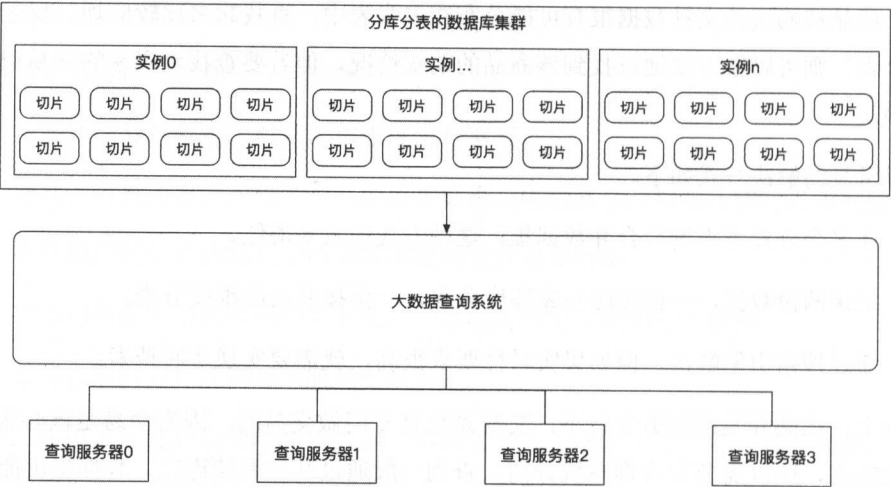 分库分表的数据库集群
实例0 实例... 实例n
切片 切片 切片 切片 切片 切片 切片 切片 切片 切片 切片 切片
切片 切片 切片 切片 切片 切片 切片 切片 切片 切片 切片 切片
大数据查询系统
查询服务器0 查询服务器1 查询服务器2 查询服务器3